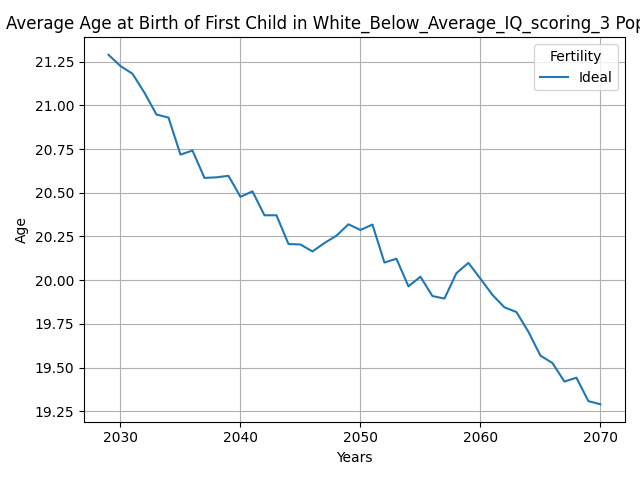 Average Age at Birth of First Child in White_Below_Average_IQ_scoring_3 Pop
Fertility
Ideal
21.25
21.00
20.75
20.50
20.25
20.00
19.75
19.50
19.25
Age
2030 2040 2050 2060 2070
Years